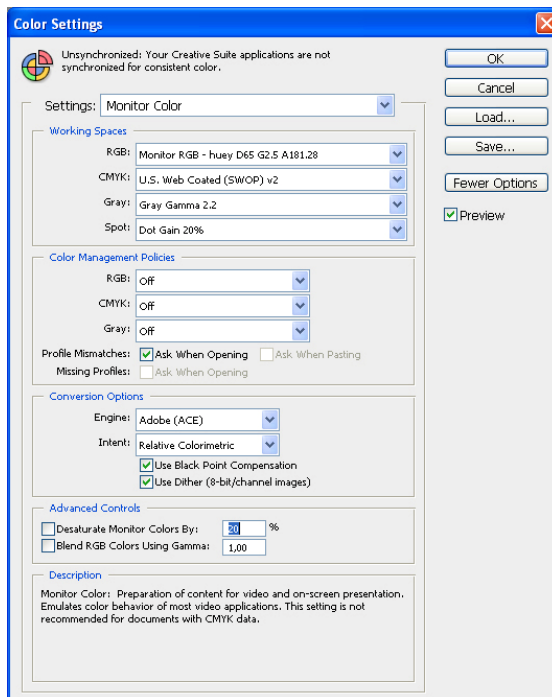 Color Settings
Unsynchronized: Your Creative Suite applications are not
synchronized for consistent color.
OK
Cancel
Load...
Save...
Fewer Options
Preview
Settings: Monitor Color
Working Spaces
RGB: Monitor RGB - huey D65 G2.5 A181.28
CMYK: U.S. Web Coated (SWOP) v2
Gray: Gray Gamma 2.2
Spot: Dot Gain 20%
Color Management Policies
RGB: Off
CMYK: Off
Gray: Off
Profile Mismatches: Ask When Opening Ask When Pasting
Missing Profiles: Ask When Opening
Conversion Options
Engine: Adobe (ACE)
Intent: Relative Colorimetric
Use Black Point Compensation
Use Dither (8-bit/channel images)
Advanced Controls
Desaturate Monitor Colors By: 20 %
Blend RGB Colors Using Gamma: 1,00
Description
Monitor Color: Preparation of content for video and on-screen presentation.
Emulates color behavior of most video applications. This setting is not
recommended for documents with CMYK data.